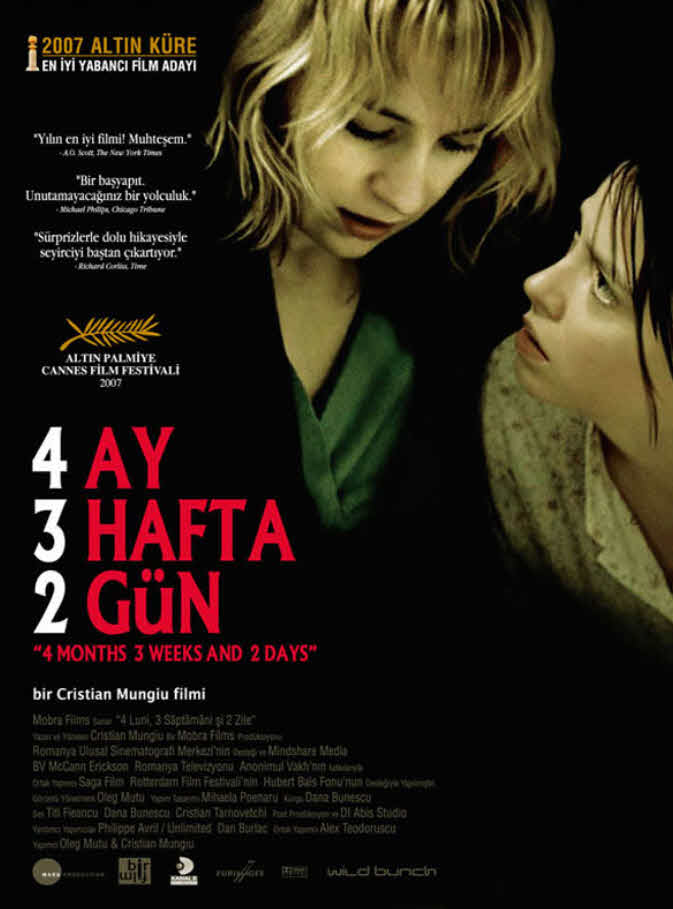 2007 ALTIN KÜRE
EN İYİ YABANCI FİLM ADAYI
"Yılın en iyi filmi! Muhteşem."
- A.O. Scott, The New York Times
"Bir başyapıt.
Unutamayacağınız bir yolculuk."
- Michael Philips, Chicago Tribune
"Sürprizlerle dolu hikayesiyle
seyirciyi baştan çıkartıyor."
- Richard Corliss, Time
ALTIN PALMİYE
CANNES FİLM FESTİVALİ
2007
4 AY
3 HAFTA
2 GüN
"4 MONTHS 3 WEEKS AND 2 DAYS"
bir Cristian Mungiu filmi
Mobra Films Sunar "4 Luni, 3 Săptămâni şi 2 Zile"
Yazan ve Yöneten Cristian Mungiu Bir Mobra Films Prodüksiyonu
Romanya Ulusal Sinematografi Merkezi'nin Desteği ve Mindshare Media
BV McCann Erickson Romanya Televizyonu Anonimul Vakfı'nın katkılarıyla
Ortak Yapımcı Saga Film Rotterdam Film Festivali'nin Hubert Bals Fonu'nun Desteğiyle Yapılmıştır.
Görüntü Yönetmeni Oleg Mutu Yapım Tasarımı Mihaela Poenaru Kurgu Dana Bunescu
Ses Titi Fleancu Dana Bunescu Cristian Tarnovetchi Post Prodüksiyon ve DI Abis Studio
Yardımcı Yapımcılar Philippe Avril / Unlimited Dan Burlac Ortak Yapımcı Alex Teodoruscu
Yapımcı Oleg Mutu & Cristian Mungiu
bir
wild bunch